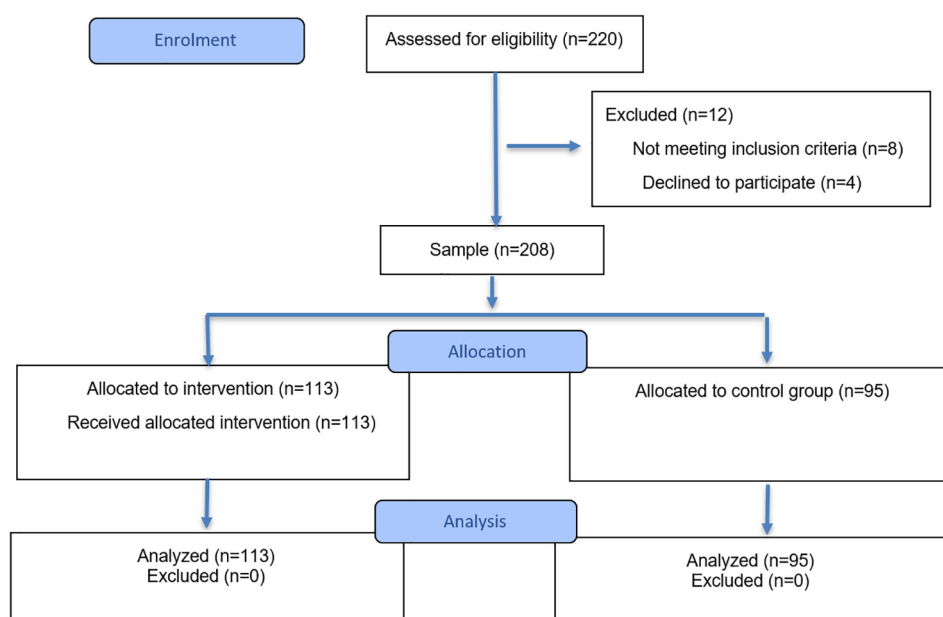 Enrolment
Assessed for eligibility (n=220)
Excluded (n=12)
Not meeting inclusion criteria (n=8)
Declined to participate (n=4)
Sample (n=208)
Allocation
Allocated to intervention (n=113)
Received allocated intervention (n=113)
Allocated to control group (n=95)
Analysis
Analyzed (n=113)
Excluded (n=0)
Analyzed (n=95)
Excluded (n=0)